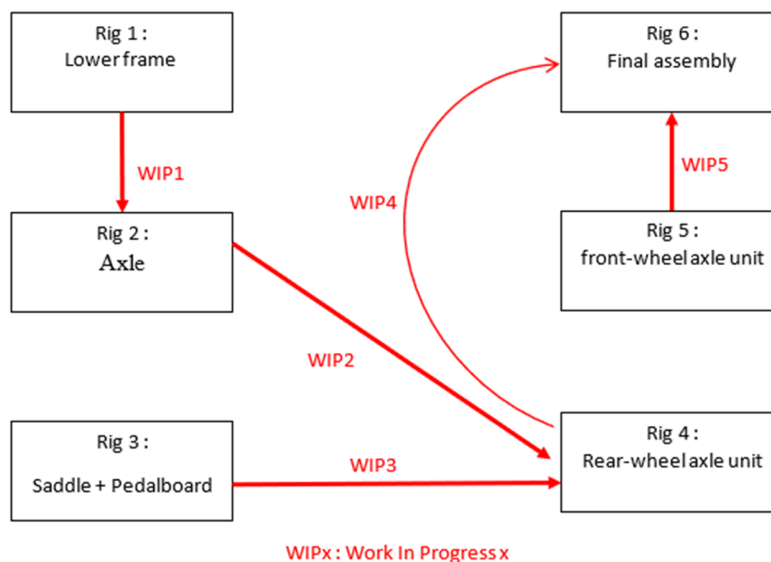 Rig 1 :
Lower frame
Rig 6 :
Final assembly
WIP1
WIP5
WIP4
Rig 2 :
Axle
Rig 5 :
front-wheel axle unit
WIP2
Rig 3 :
Saddle + Pedalboard
WIP3
Rig 4 :
Rear-wheel axle unit
WIPx : Work In Progress x